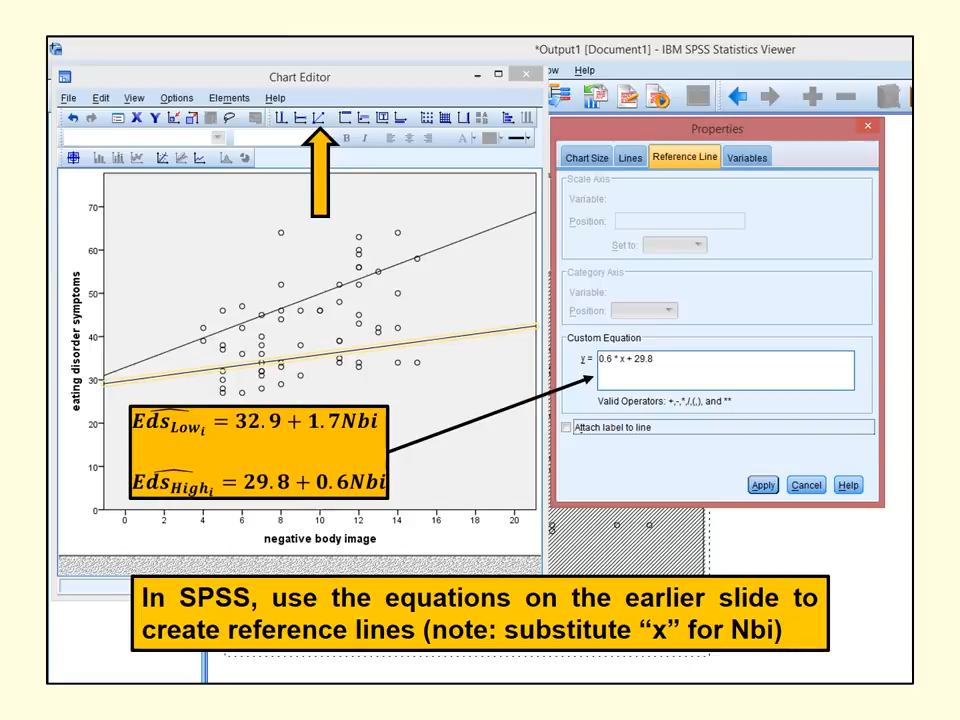 *Output1 [Document1] - IBM SPSS Statistics Viewer
Chart Editor
ow Help
File Edit View Options Elements Help
X Y
B I A
Properties
Chart Size Lines Reference Line Variables
Scale Axis
Variable:
Position:
Set to:
Category Axis
Variable:
Position:
Custom Equation
y = 0.6 * x + 29.8
Valid Operators: +,-,*,/,(,), and **
Attach label to line
Apply Cancel Help
eating disorder symptoms
70
60
50
40
30
20
10
0
0 2 4 6 8 10 12 14 16 18 20
negative body image
Eds_Low_i = 32.9 + 1.7Nbi
Eds_High_i = 29.8 + 0.6Nbi
In SPSS, use the equations on the earlier slide to
create reference lines (note: substitute “x” for Nbi)